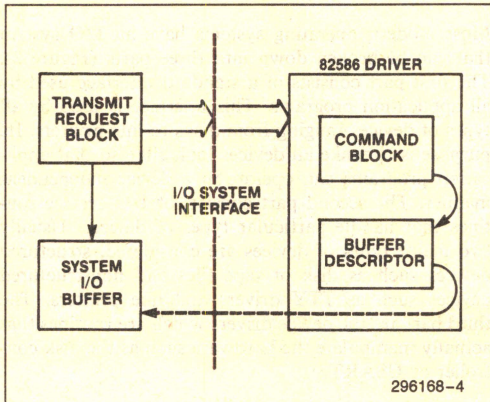 82586 DRIVER
TRANSMIT
REQUEST
BLOCK
COMMAND
BLOCK
I/O SYSTEM
INTERFACE
SYSTEM
I/O
BUFFER
BUFFER
DESCRIPTOR
296168-4